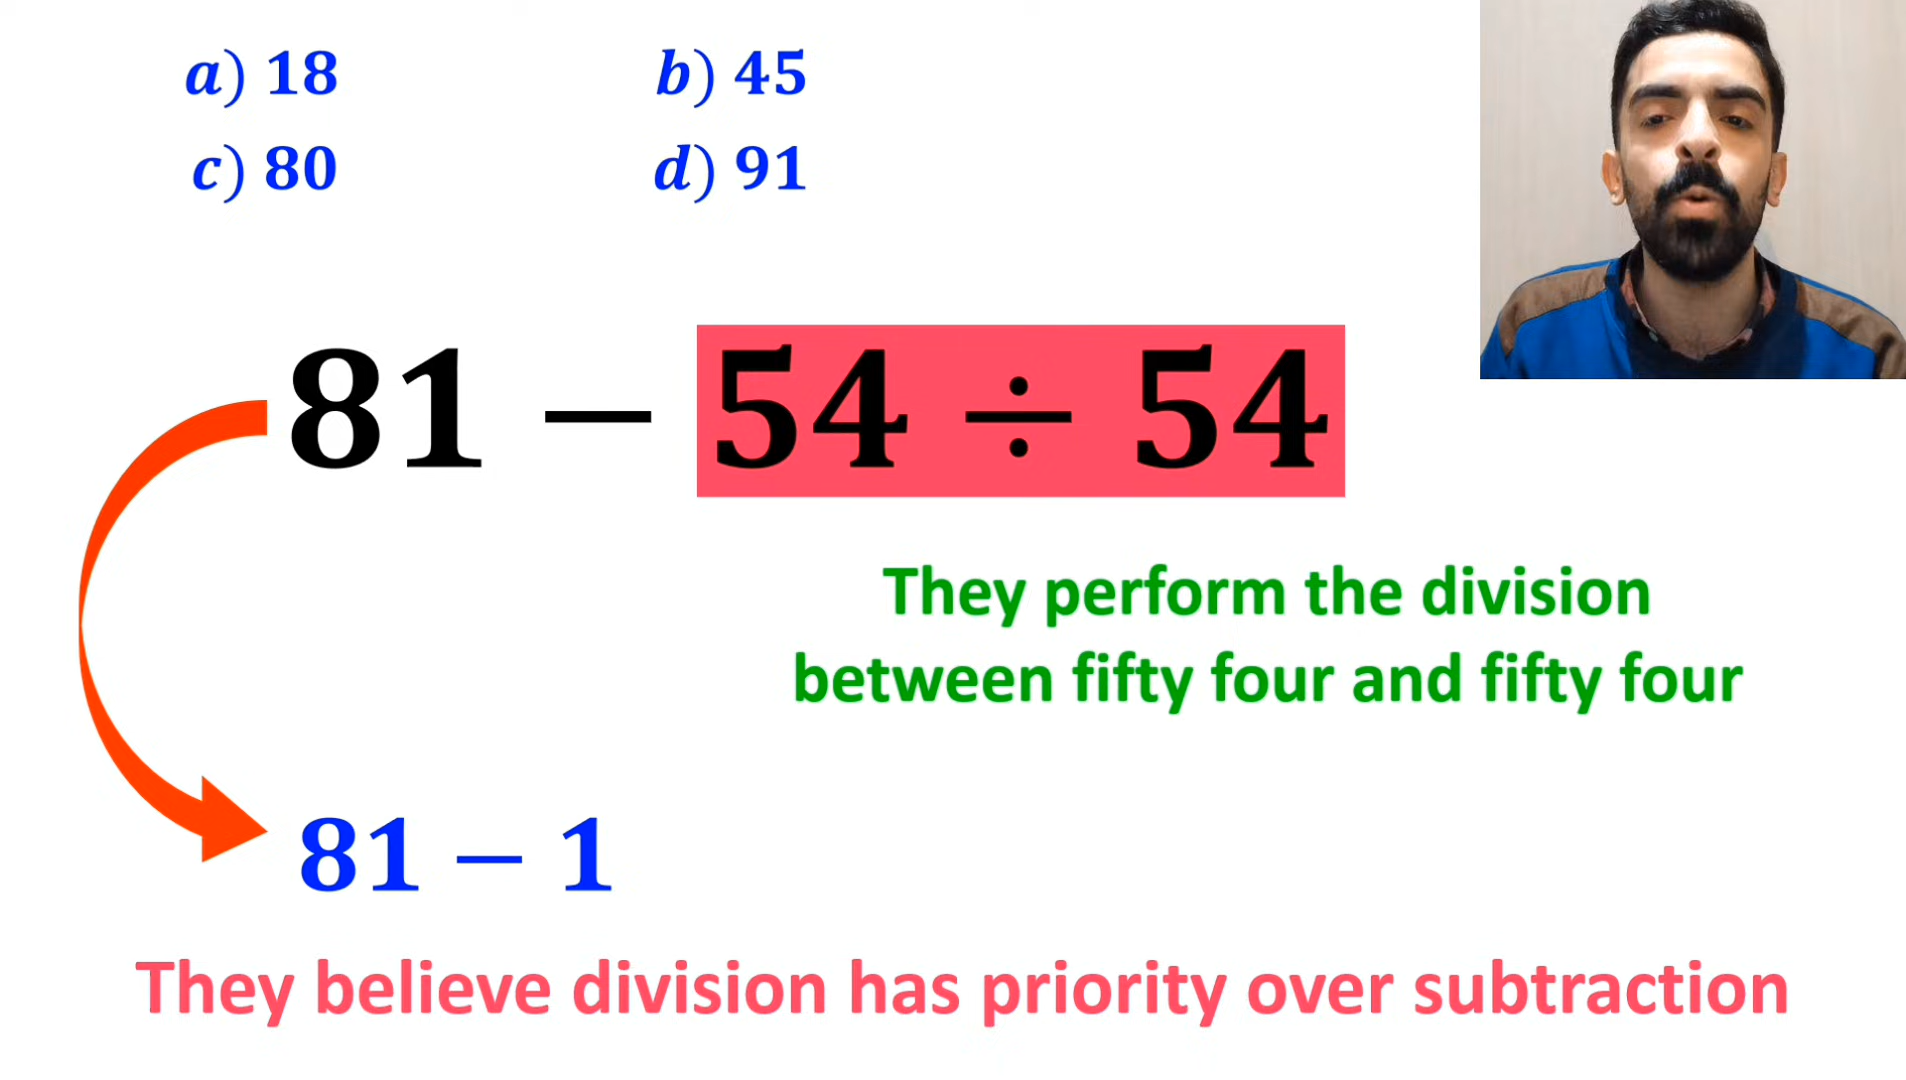 a) 18 b) 45
c) 80 d) 91
81 − 54 ÷ 54
They perform the division
between fifty four and fifty four
81 − 1
They believe division has priority over subtraction